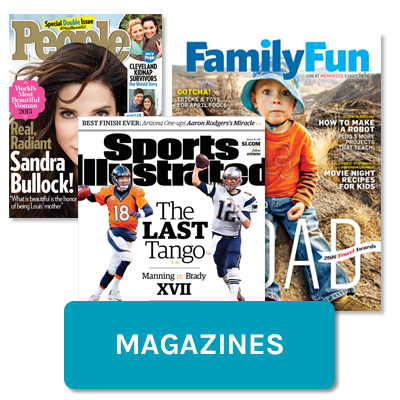 Special Double Issue
#MostBeautiful
People
CLEVELAND
KIDNAP
SURVIVORS
Our Untold Story
World's
Most
Beautiful
Woman
2015
Real,
Radiant
Sandra
Bullock!
"What is beautiful is the honor
of being Louis' mother"
FamilyFun
GREAT MEMORIES START HERE
GOTCHA!
TRICKS & TOYS
FOR APRIL FOOLS
HOW TO MAKE
A ROBOT
PLUS 5 MORE
PROJECTS
THAT TEACH!
MOVIE NIGHT
RECIPES
FOR KIDS
2016 Travel Awards
BEST FINISH EVER: Arizona One-ups Aaron Rodgers's Miracle
Sports
Illustrated
SI.COM
18
12
The
LAST
Tango
Manning vs Brady
XVII
MAGAZINES